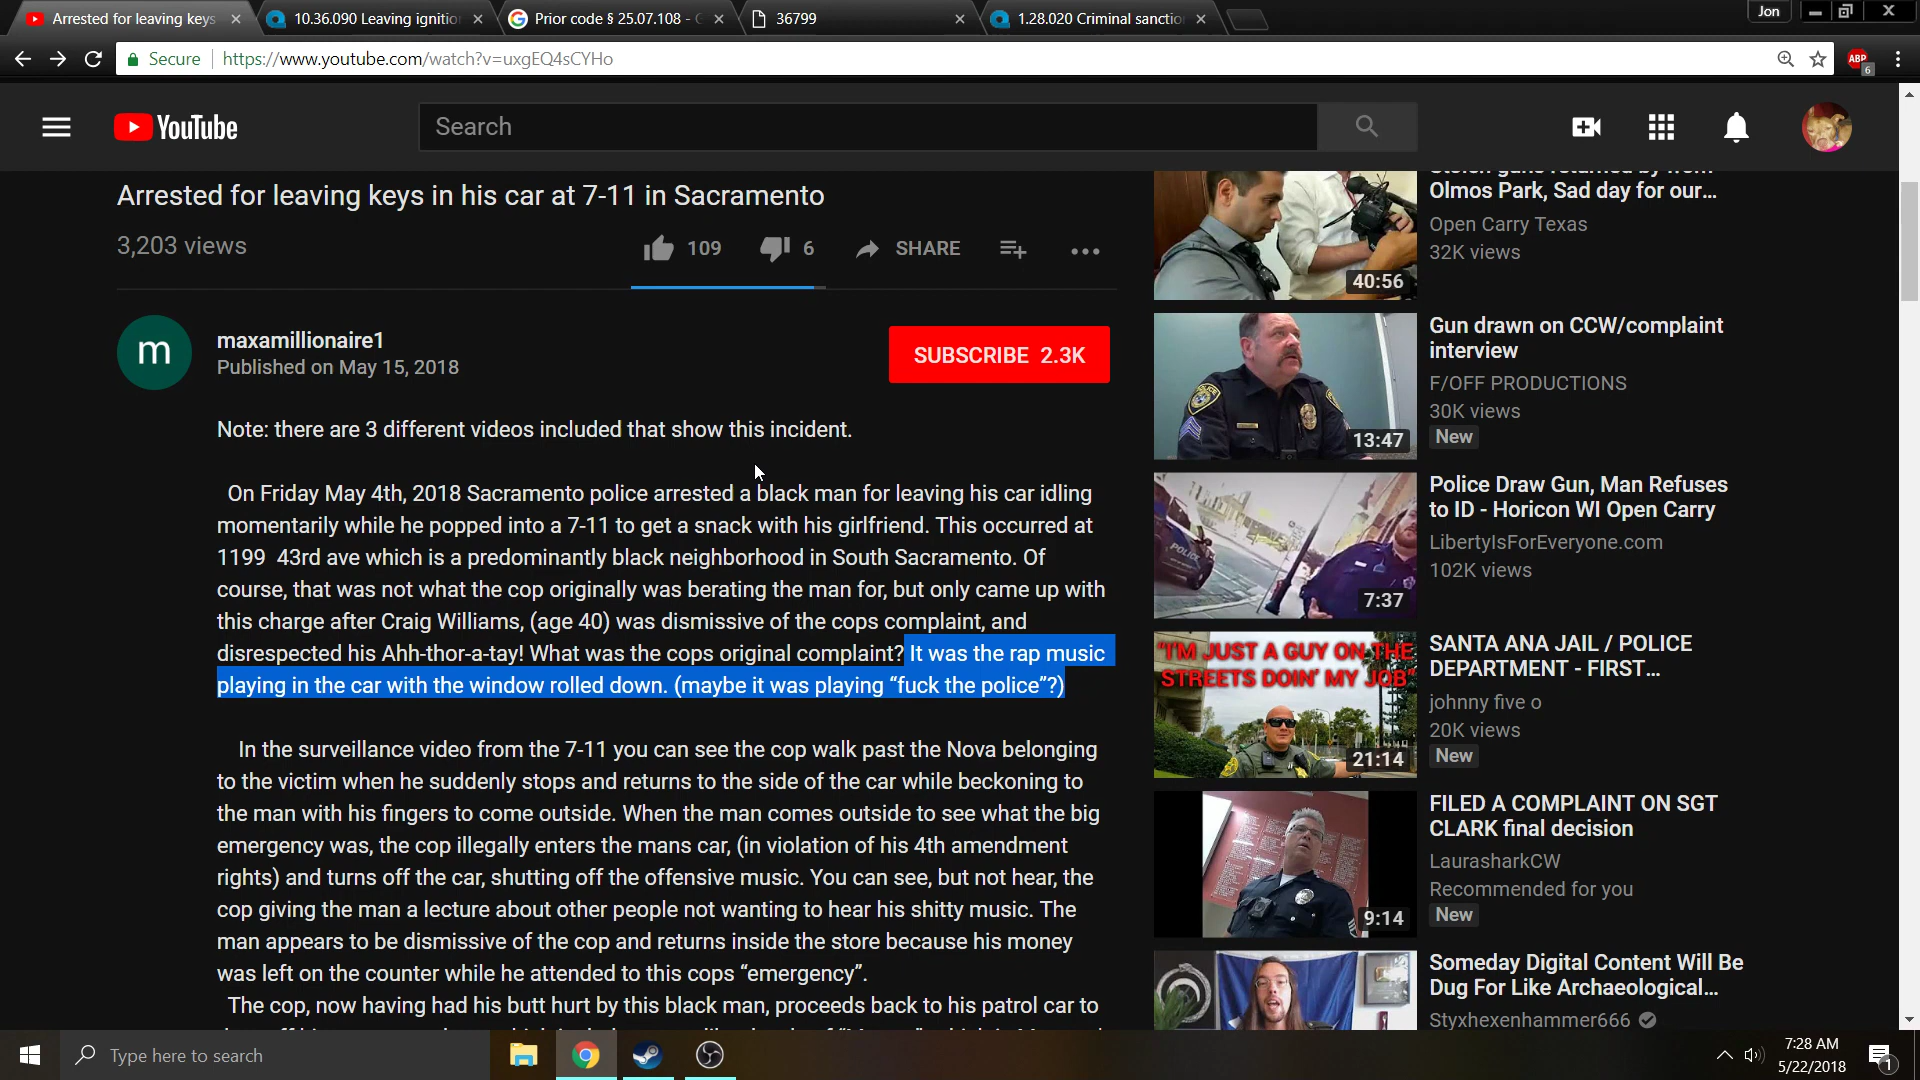 Arrested for leaving keys
10.36.090 Leaving ignitio
Prior code § 25.07.108 - G
36799
1.28.020 Criminal sanctio
Jon
Secure
https://www.youtube.com/watch?v=uxgEQ4sCYHo
ABP
6
YouTube
Search
Arrested for leaving keys in his car at 7-11 in Sacramento
3,203 views
109
6
SHARE
m
maxamillionaire1
Published on May 15, 2018
SUBSCRIBE 2.3K
Note: there are 3 different videos included that show this incident.
On Friday May 4th, 2018 Sacramento police arrested a black man for leaving his car idling
momentarily while he popped into a 7-11 to get a snack with his girlfriend. This occurred at
1199 43rd ave which is a predominantly black neighborhood in South Sacramento. Of
course, that was not what the cop originally was berating the man for, but only came up with
this charge after Craig Williams, (age 40) was dismissive of the cops complaint, and
disrespected his Ahh-thor-a-tay! What was the cops original complaint? It was the rap music
playing in the car with the window rolled down. (maybe it was playing “fuck the police”?)
In the surveillance video from the 7-11 you can see the cop walk past the Nova belonging
to the victim when he suddenly stops and returns to the side of the car while beckoning to
the man with his fingers to come outside. When the man comes outside to see what the big
emergency was, the cop illegally enters the mans car, (in violation of his 4th amendment
rights) and turns off the car, shutting off the offensive music. You can see, but not hear, the
cop giving the man a lecture about other people not wanting to hear his shitty music. The
man appears to be dismissive of the cop and returns inside the store because his money
was left on the counter while he attended to this cops “emergency”.
The cop, now having had his butt hurt by this black man, proceeds back to his patrol car to
Olmos Park, Sad day for our...
Open Carry Texas
32K views
40:56
Gun drawn on CCW/complaint
interview
F/OFF PRODUCTIONS
30K views
New
13:47
Police Draw Gun, Man Refuses
to ID - Horicon WI Open Carry
LibertyIsForEveryone.com
102K views
POLICE
7:37
"I'M JUST A GUY ON THE
STREETS DOIN' MY JOB"
SANTA ANA JAIL / POLICE
DEPARTMENT - FIRST...
johnny five o
20K views
New
21:14
FILED A COMPLAINT ON SGT
CLARK final decision
LaurasharkCW
Recommended for you
New
9:14
Someday Digital Content Will Be
Dug For Like Archaeological...
Styxhexenhammer666
Type here to search
7:28 AM
5/22/2018
1